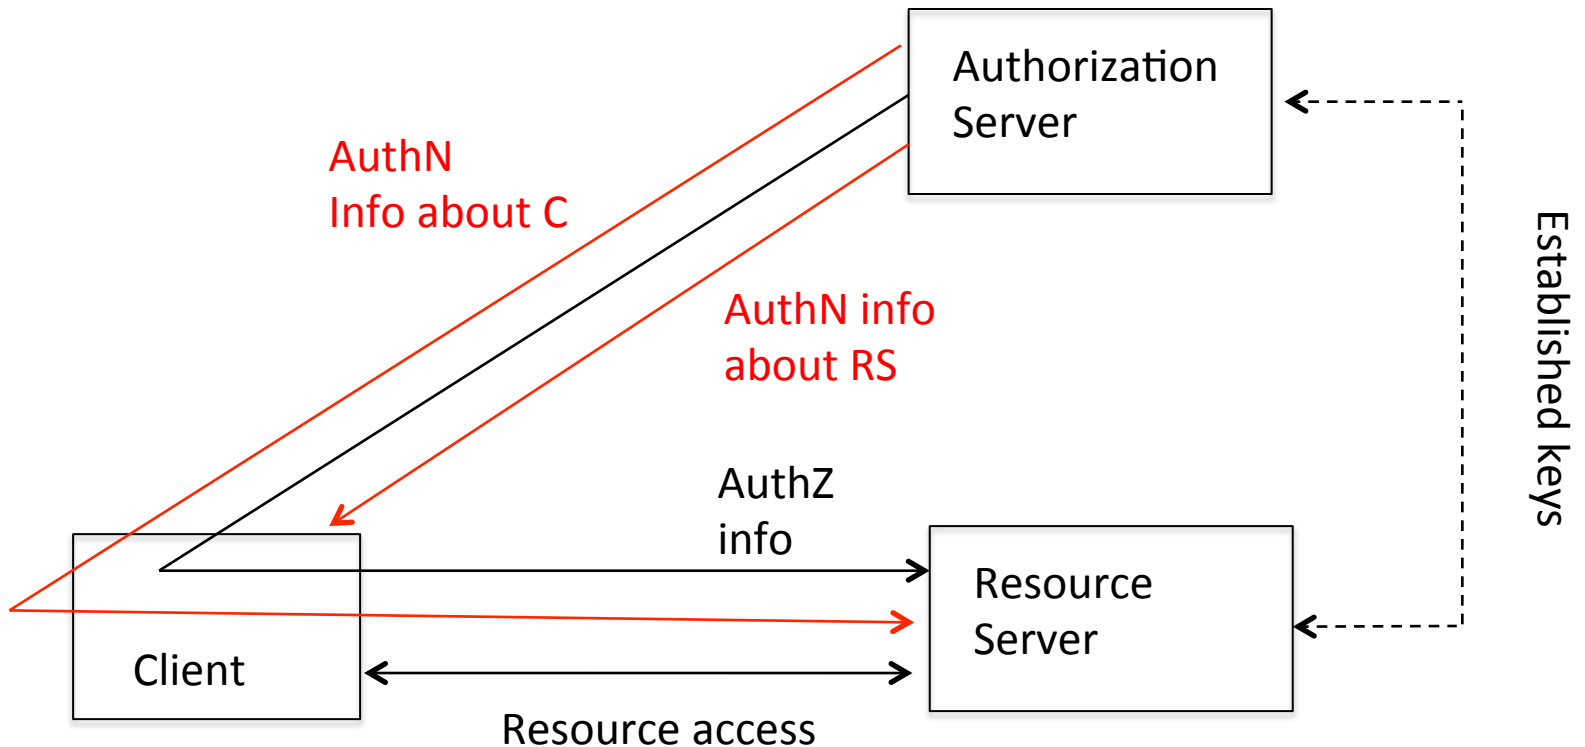 Authorization
Server
AuthN
Info about C
AuthN info
about RS
Established keys
AuthZ
info
Resource
Server
Client
Resource access